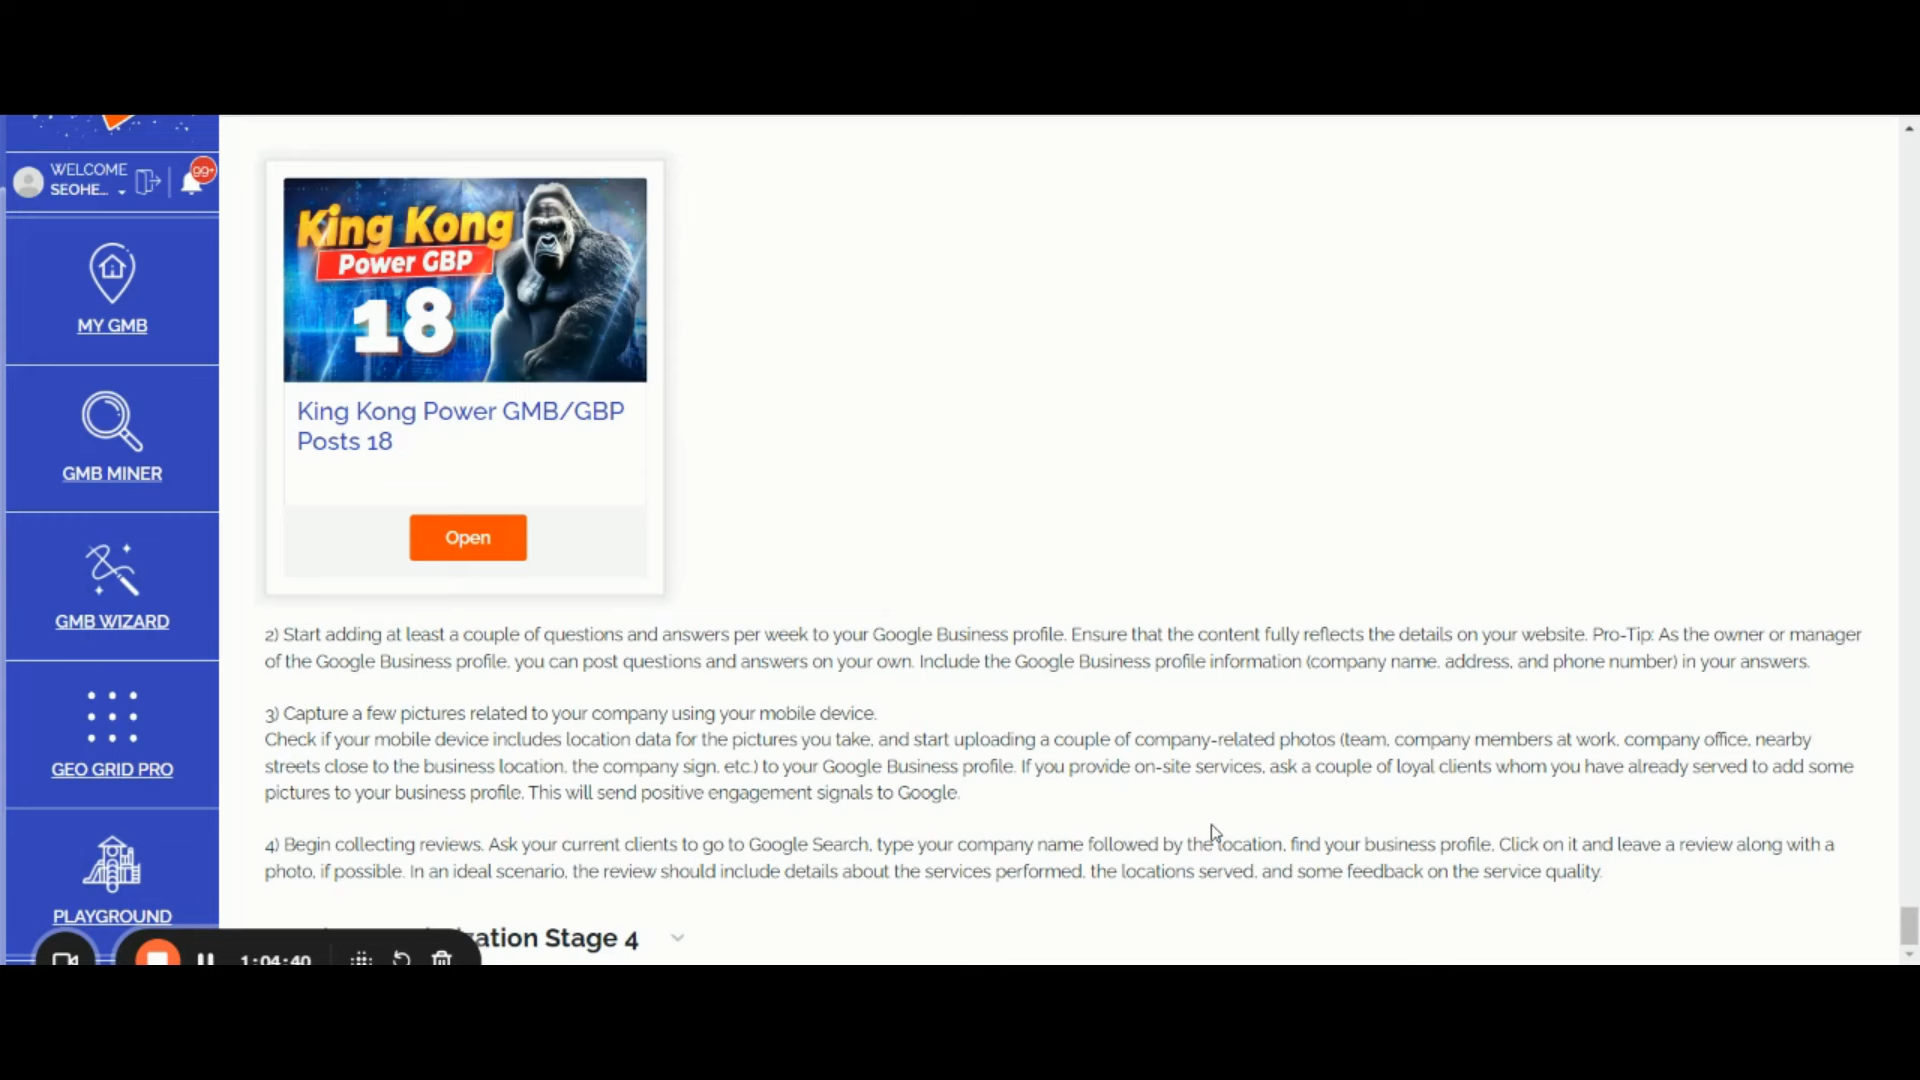 WELCOME
SEOHE...
99+
MY GMB
GMB MINER
GMB WIZARD
GEO GRID PRO
PLAYGROUND
King Kong
Power GBP
18
King Kong Power GMB/GBP
Posts 18
Open
2) Start adding at least a couple of questions and answers per week to your Google Business profile. Ensure that the content fully reflects the details on your website. Pro-Tip: As the owner or manager
of the Google Business profile, you can post questions and answers on your own. Include the Google Business profile information (company name, address, and phone number) in your answers.
3) Capture a few pictures related to your company using your mobile device.
Check if your mobile device includes location data for the pictures you take, and start uploading a couple of company-related photos (team, company members at work, company office, nearby
streets close to the business location, the company sign, etc.) to your Google Business profile. If you provide on-site services, ask a couple of loyal clients whom you have already served to add some
pictures to your business profile. This will send positive engagement signals to Google.
4) Begin collecting reviews. Ask your current clients to go to Google Search, type your company name followed by the location, find your business profile. Click on it and leave a review along with a
photo, if possible. In an ideal scenario, the review should include details about the services performed, the locations served, and some feedback on the service quality.
ation Stage 4
1:04:40